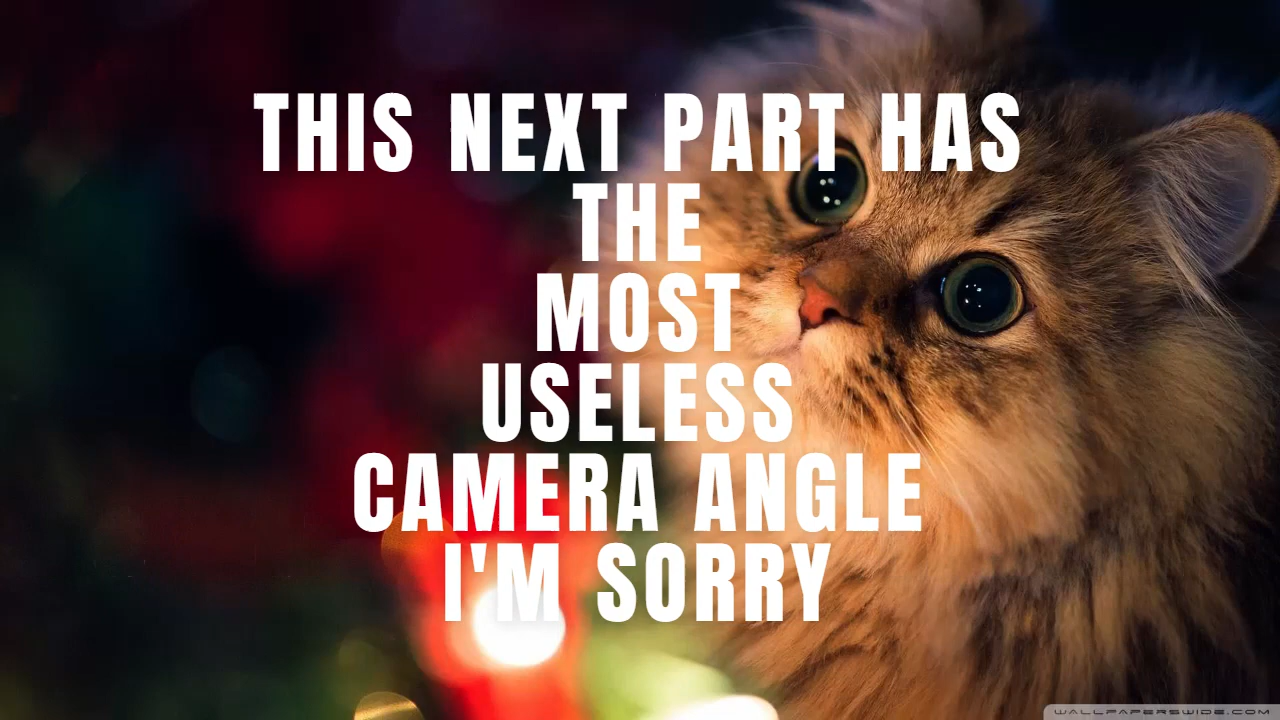 THIS NEXT PART HAS
THE
MOST
USELESS
CAMERA ANGLE
I'M SORRY
WALLPAPERSWIDE.COM